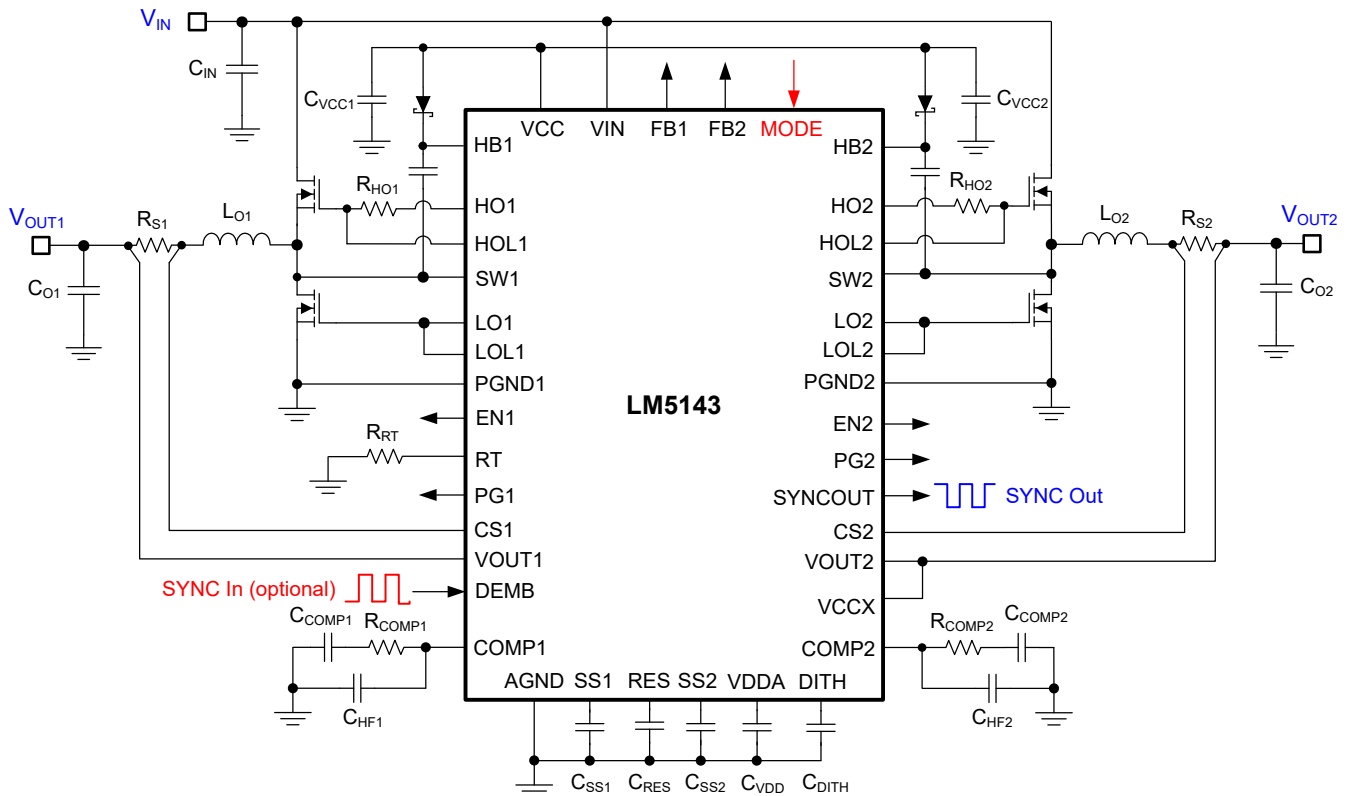 VIN
CIN
CVCC1
CVCC2
VCC VIN FB1 FB2 MODE
HB1
HB2
RHO1
RHO2
HO1
HO2
VOUT1
RS1
LO1
HOL1
HOL2
LO2
RS2
VOUT2
SW1
SW2
CO1
CO2
LO1
LO2
LOL1
LOL2
PGND1
PGND2
LM5143
EN1
EN2
RRT
RT
PG2
PG1
SYNCOUT
SYNC Out
CS1
CS2
VOUT1
VOUT2
SYNC In (optional)
DEMB
VCCX
CCOMP1
RCOMP1
COMP1
COMP2
RCOMP2
CCOMP2
CHF1
CHF2
AGND SS1 RES SS2 VDDA DITH
CSS1 CRES CSS2 CVDD CDITH